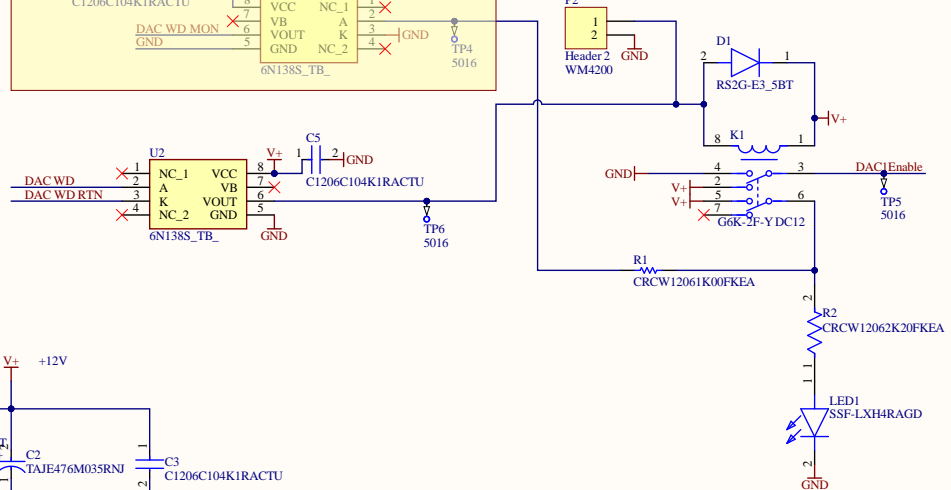 C1206C104K1RACTU
8 VCC NC_1 1
7 VB A 2
DAC WD MON 6 VOUT K 3 GND
GND 5 GND NC_2 4
6N138S_TB_
TP4
5016
P2
1
2
Header 2
WM4200
GND
D1
2 1
RS2G-E3_5BT
V+
K1
8 1
GND 4 3 DAC1Enable
V+ 2
V+ 5 6
7
G6K-2F-Y DC12
TP5
5016
U2
1 NC_1 VCC 8
DAC WD 2 A VB 7
DAC WD RTN 3 K VOUT 6
4 NC_2 GND 5
6N138S_TB_
V+
GND
C5
1 2 GND
C1206C104K1RACTU
TP6
5016
R1
CRCW12061K00FKEA
2
R2
CRCW12062K20FKEA
1
1
LED1
SSF-LXH4RAGD
2
GND
V+ +12V
2
C2
TAJE476M035RNJ
1
1
C3
C1206C104K1RACTU
2